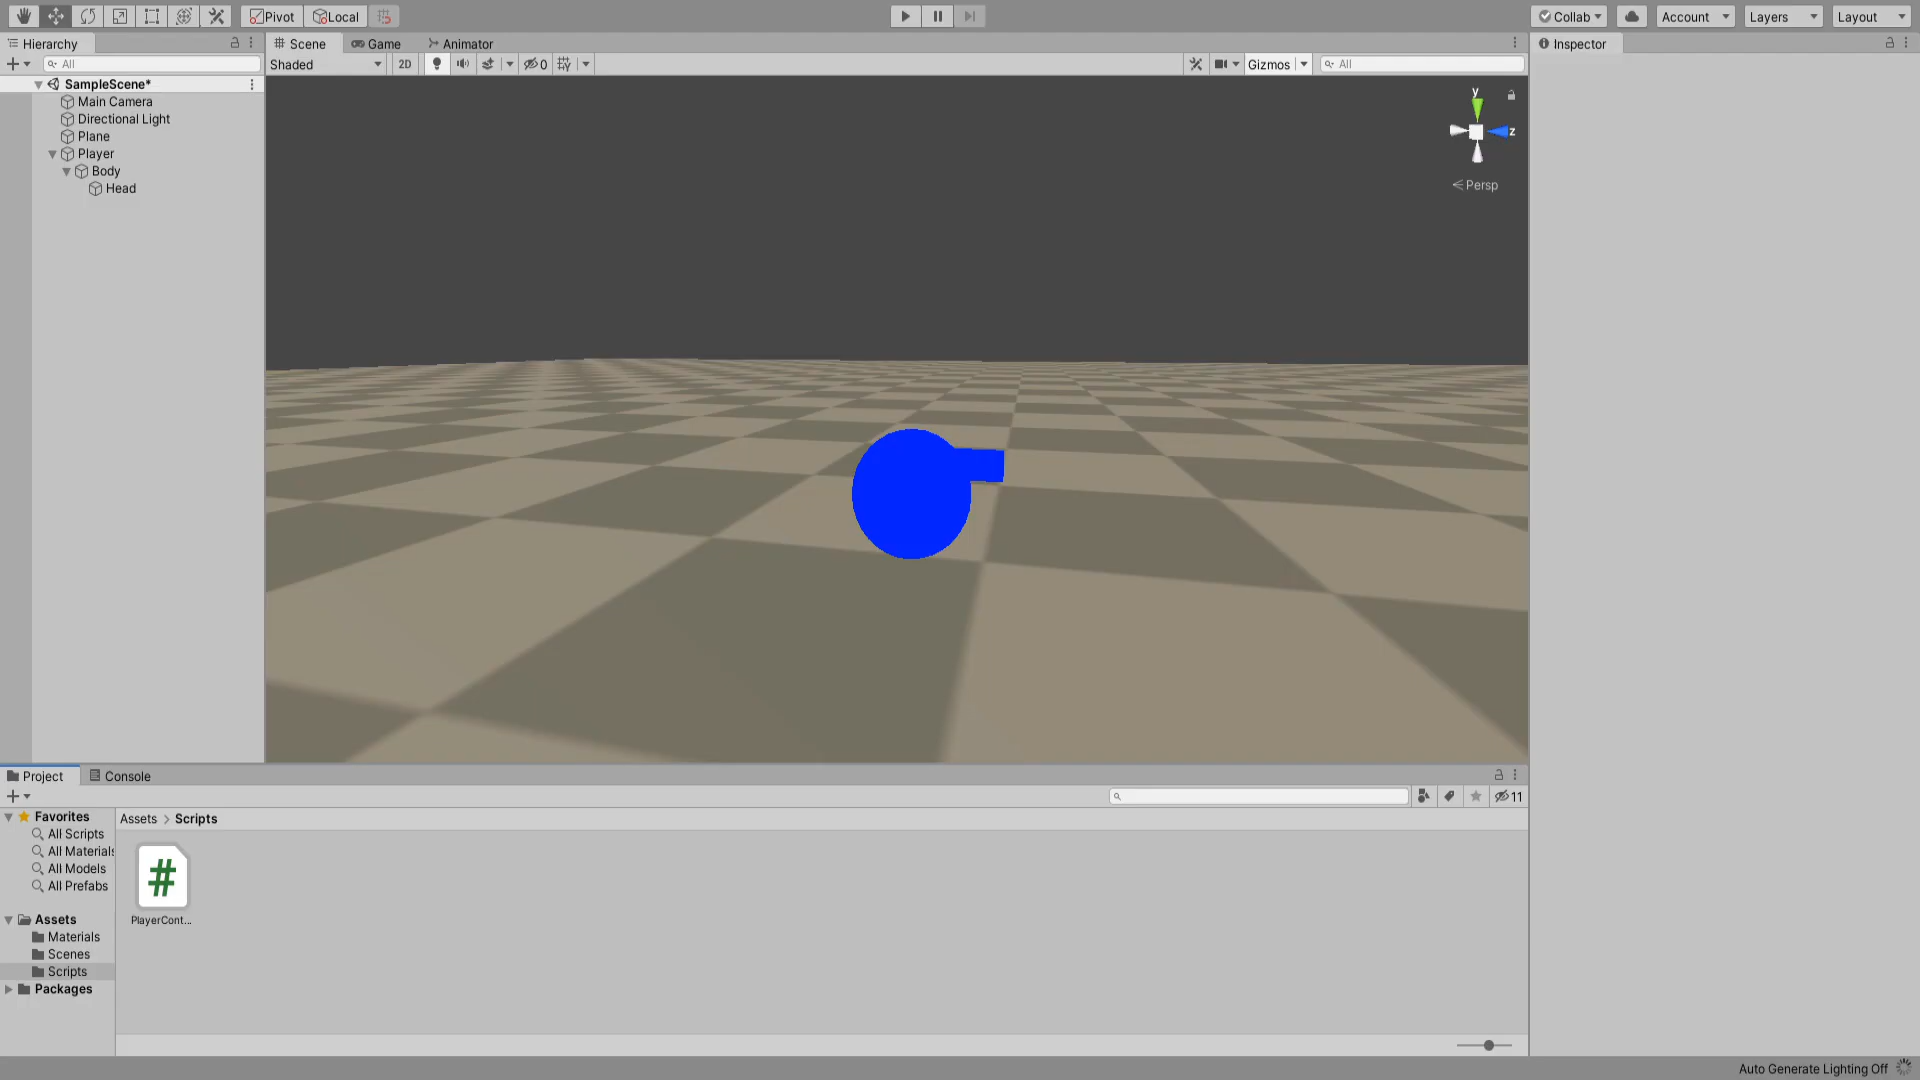 Pivot Local Collab Account Layers Layout
Hierarchy
All
SampleScene*
Main Camera
Directional Light
Plane
Player
Body
Head
Scene Game Animator
Shaded 2D 0 Gizmos All
y
z
Persp
Inspector
Project Console
11
Favorites
All Scripts
All Materials
All Models
All Prefabs
Assets
Materials
Scenes
Scripts
Packages
Assets > Scripts
#
PlayerCont...
Auto Generate Lighting Off